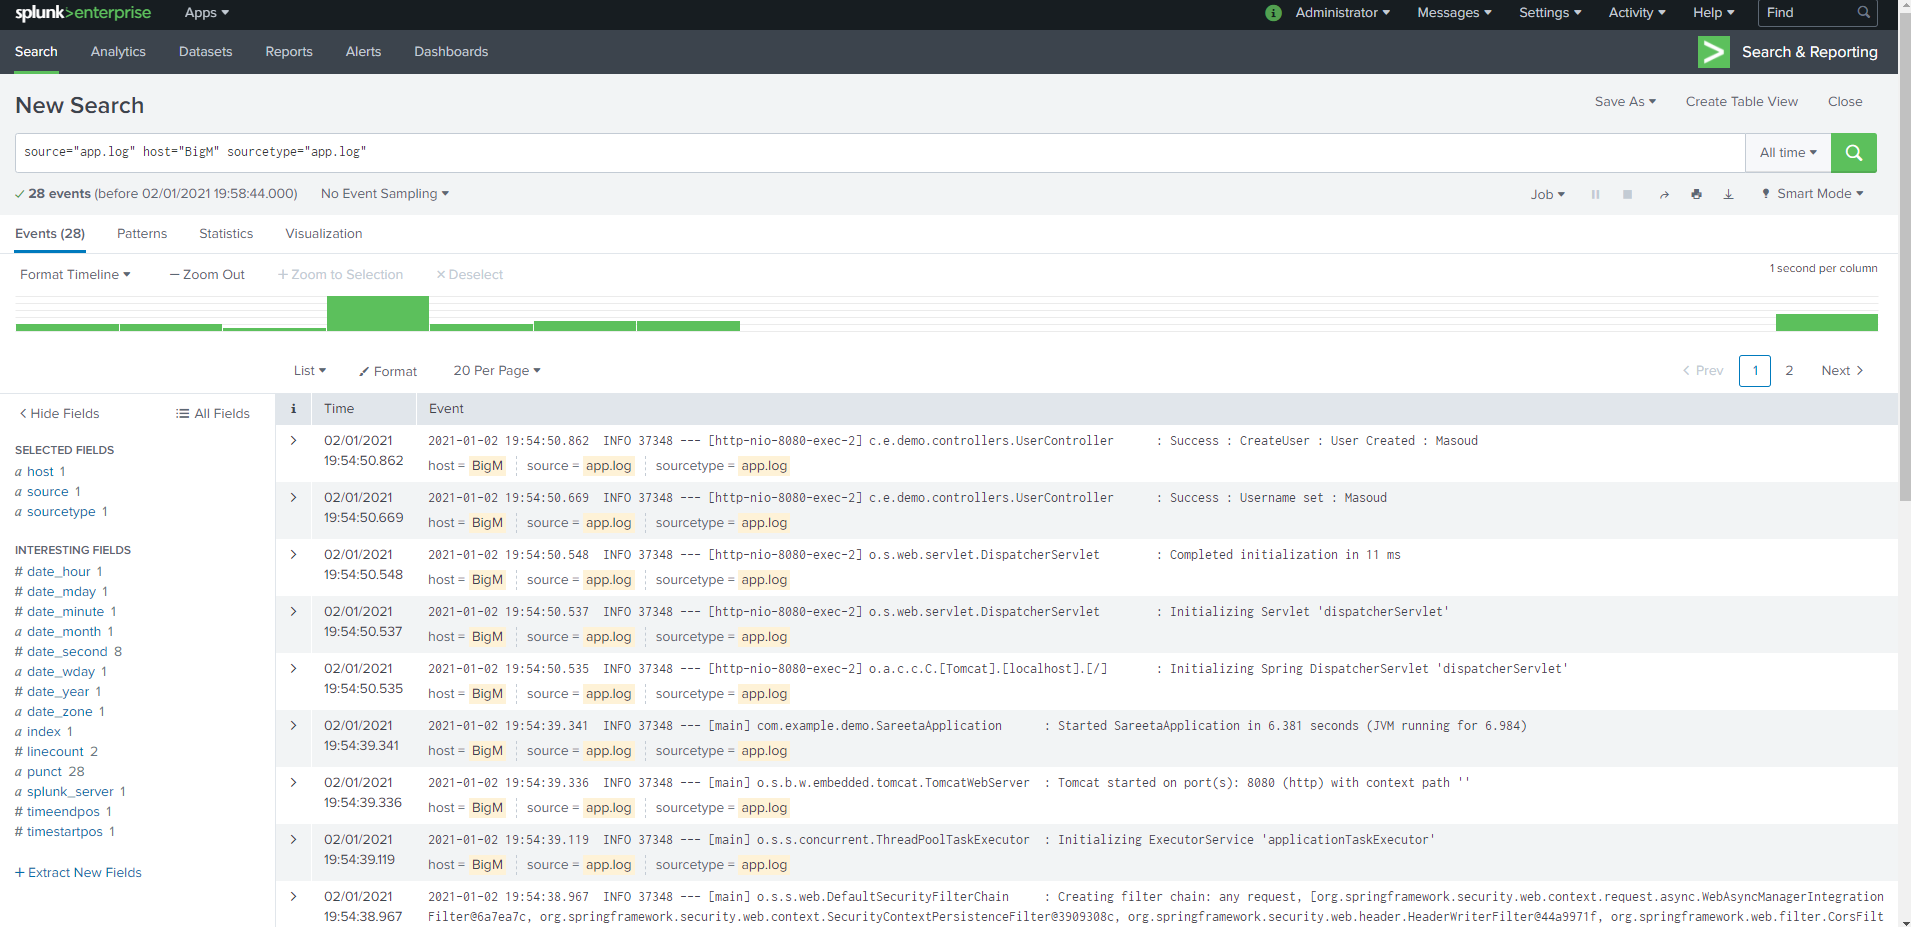 splunk>enterprise Apps Administrator Messages Settings Activity Help Find
Search Analytics Datasets Reports Alerts Dashboards Search & Reporting
New Search Save As Create Table View Close
source="app.log" host="BigM" sourcetype="app.log" All time
28 events (before 02/01/2021 19:58:44.000) No Event Sampling Job Smart Mode
Events (28) Patterns Statistics Visualization
Format Timeline — Zoom Out + Zoom to Selection × Deselect 1 second per column
List Format 20 Per Page < Prev 1 2 Next >
< Hide Fields All Fields
SELECTED FIELDS
a host 1
a source 1
a sourcetype 1
INTERESTING FIELDS
# date_hour 1
# date_mday 1
# date_minute 1
a date_month 1
# date_second 8
a date_wday 1
# date_year 1
a date_zone 1
a index 1
# linecount 2
a punct 28
a splunk_server 1
# timeendpos 1
# timestartpos 1
+ Extract New Fields
i Time Event
02/01/2021 19:54:50.862
2021-01-02 19:54:50.862 INFO 37348 --- [http-nio-8080-exec-2] c.e.demo.controllers.UserController : Success : CreateUser : User Created : Masoud
host = BigM source = app.log sourcetype = app.log
02/01/2021 19:54:50.669
2021-01-02 19:54:50.669 INFO 37348 --- [http-nio-8080-exec-2] c.e.demo.controllers.UserController : Success : Username set : Masoud
host = BigM source = app.log sourcetype = app.log
02/01/2021 19:54:50.548
2021-01-02 19:54:50.548 INFO 37348 --- [http-nio-8080-exec-2] o.s.web.servlet.DispatcherServlet : Completed initialization in 11 ms
host = BigM source = app.log sourcetype = app.log
02/01/2021 19:54:50.537
2021-01-02 19:54:50.537 INFO 37348 --- [http-nio-8080-exec-2] o.s.web.servlet.DispatcherServlet : Initializing Servlet 'dispatcherServlet'
host = BigM source = app.log sourcetype = app.log
02/01/2021 19:54:50.535
2021-01-02 19:54:50.535 INFO 37348 --- [http-nio-8080-exec-2] o.a.c.c.C.[Tomcat].[localhost].[/] : Initializing Spring DispatcherServlet 'dispatcherServlet'
host = BigM source = app.log sourcetype = app.log
02/01/2021 19:54:39.341
2021-01-02 19:54:39.341 INFO 37348 --- [main] com.example.demo.SareetaApplication : Started SareetaApplication in 6.381 seconds (JVM running for 6.984)
host = BigM source = app.log sourcetype = app.log
02/01/2021 19:54:39.336
2021-01-02 19:54:39.336 INFO 37348 --- [main] o.s.b.w.embedded.tomcat.TomcatWebServer : Tomcat started on port(s): 8080 (http) with context path ''
host = BigM source = app.log sourcetype = app.log
02/01/2021 19:54:39.119
2021-01-02 19:54:39.119 INFO 37348 --- [main] o.s.s.concurrent.ThreadPoolTaskExecutor : Initializing ExecutorService 'applicationTaskExecutor'
host = BigM source = app.log sourcetype = app.log
02/01/2021 19:54:38.967
2021-01-02 19:54:38.967 INFO 37348 --- [main] o.s.s.web.DefaultSecurityFilterChain : Creating filter chain: any request, [org.springframework.security.web.context.request.async.WebAsyncManagerIntegration
Filter@6a7ea7c, org.springframework.security.web.context.SecurityContextPersistenceFilter@3909308c, org.springframework.security.web.header.HeaderWriterFilter@44a9971f, org.springframework.web.filter.CorsFilt